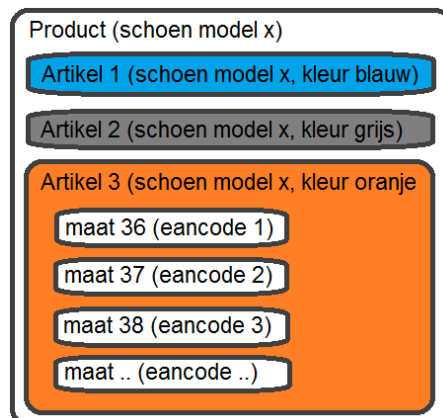 Product (schoen model x)
Artikel 1 (schoen model x, kleur blauw)
Artikel 2 (schoen model x, kleur grijs)
Artikel 3 (schoen model x, kleur oranje
maat 36 (eancode 1)
maat 37 (eancode 2)
maat 38 (eancode 3)
maat .. (eancode ..)